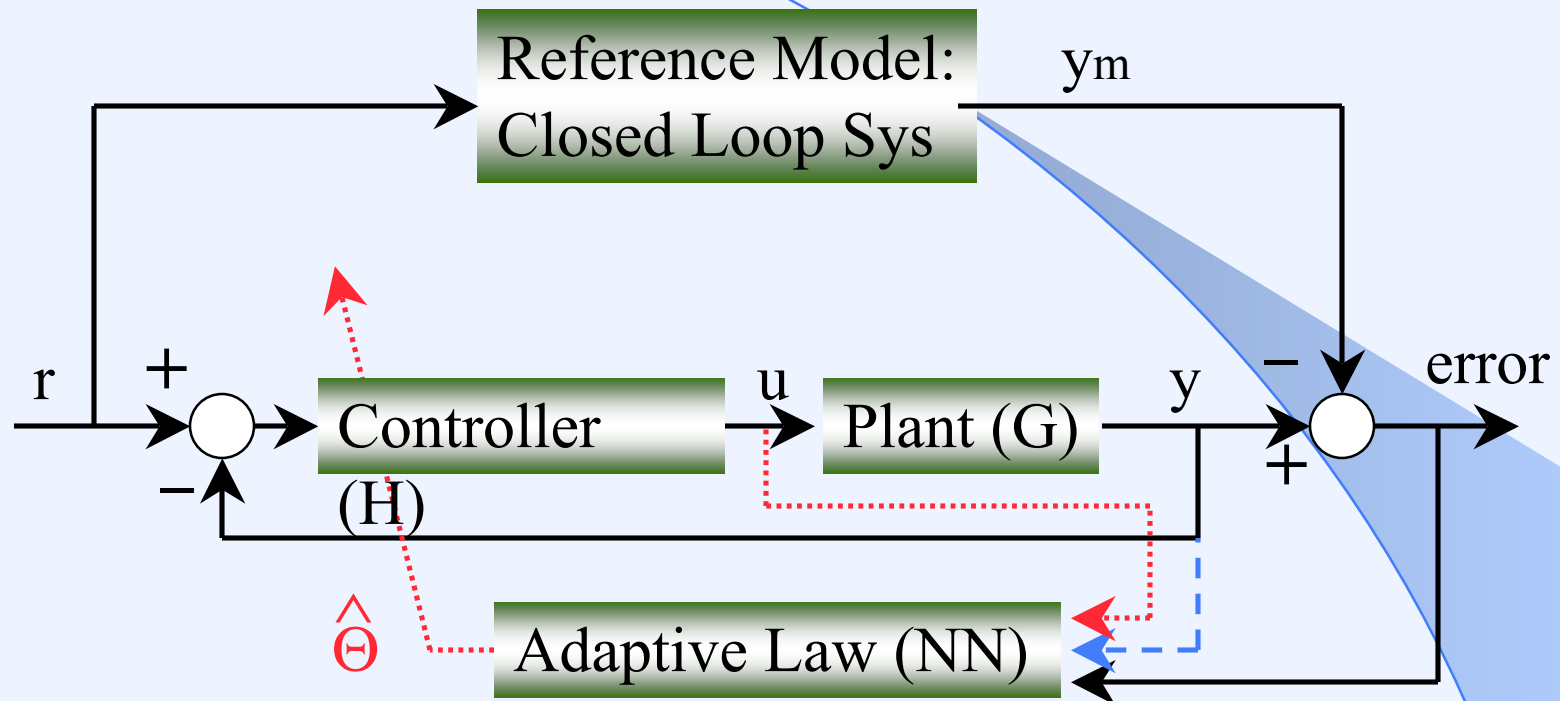 Reference Model:
Closed Loop Sys
ym
r
+
−
Controller
(H)
u
Plant (G)
y
−
+
error
Θ̂
Adaptive Law (NN)